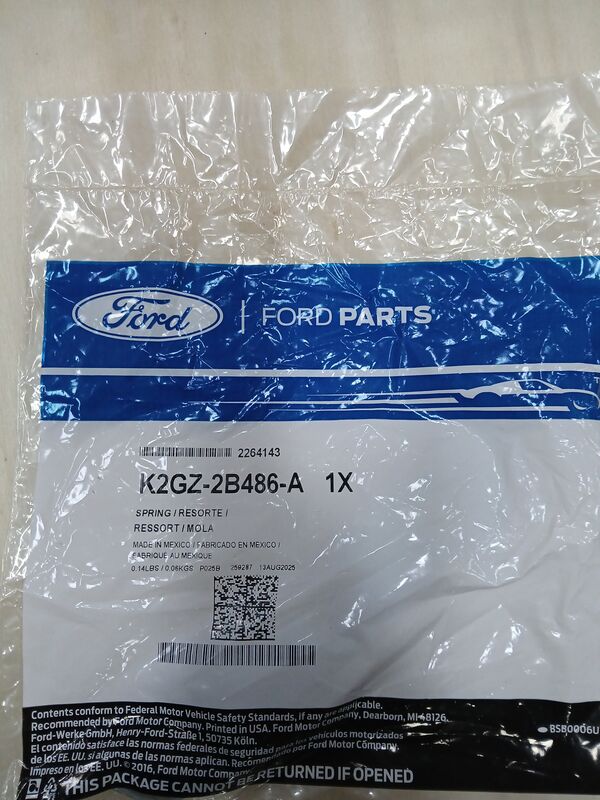 Ford
FORD PARTS
2264143
K2GZ-2B486-A 1X
SPRING / RESORTE /
RESSORT / MOLA
MADE IN MEXICO / FABRICADO EN MEXICO /
FABRIQUE AU MEXIQUE
0.14LBS / 0.06KGS P025B 259287 13AUG2025
Contents conform to Federal Motor Vehicle Safety Standards, if any are applicable.
Recommended by Ford Motor Company. Printed in USA. Ford Motor Company, Dearborn, MI 48126.
Ford-Werke GmbH, Henry-Ford-Straße 1, 50735 Köln.
El contenido satisface las normas federales de seguridad para los vehículos motorizados
de los EE. UU. si algunas de las normas aplican. Recomendado por Ford Motor Company.
Impreso en los EE. UU. © 2016, Ford Motor Company
BSB0006U
THIS PACKAGE CANNOT BE RETURNED IF OPENED